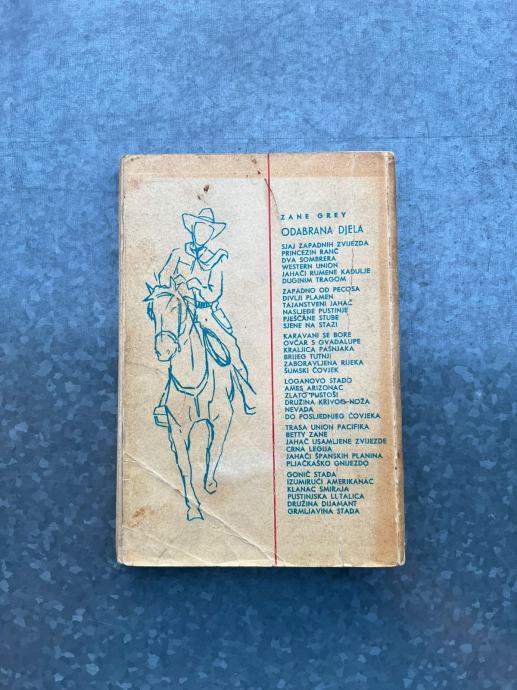 ZANE GREY
ODABRANA DJELA
SJAJ ZAPADNIH ZVIJEZDA
PRINCEZIN RANČ
DVA SOMBRERA
WESTERN UNION
JAHAČI RUMENE KADULJE
DUGINIM TRAGOM
ZAPADNO OD PECOSA
DIVLJI PLAMEN
TAJANSTVENI JAHAČ
NASLJEĐE PUSTINJE
PJEŠČANE STUBE
SJENE NA STAZI
KARAVANI SE BORE
OVČAR S GVADALUPE
KRALJICA PAŠNJAKA
BRIJEG TUTNJI
ZABORAVLJENA RIJEKA
ŠUMSKI ČOVJEK
LOGANOVO STADO
AMES ARIZONAC
ZLATO PUSTOŠI
DRUŽINA KRIVOG NOŽA
NEVADA
DO POSLJEDNJEG ČOVJEKA
TRASA UNION PACIFIKA
BETTY ZANE
JAHAČ USAMLJENE ZVIJEZDE
CRNA LEGIJA
JAHAČI ŠPANSKIH PLANINA
PLJAČKAŠKO GNIJEZDO
GONIČ STADA
IZUMIRUĆI AMERIKANAC
KLANAC SMIRAJA
PUSTINJSKA LUTALICA
DRUŽINA DIJAMANT
GRMLJAVINA STADA